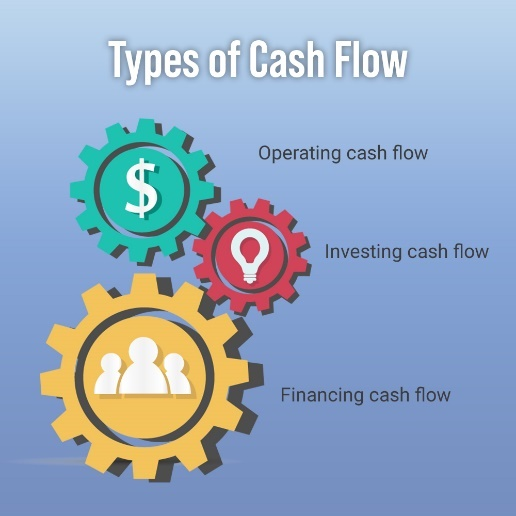 Types of Cash Flow
Operating cash flow
$
Investing cash flow
Financing cash flow